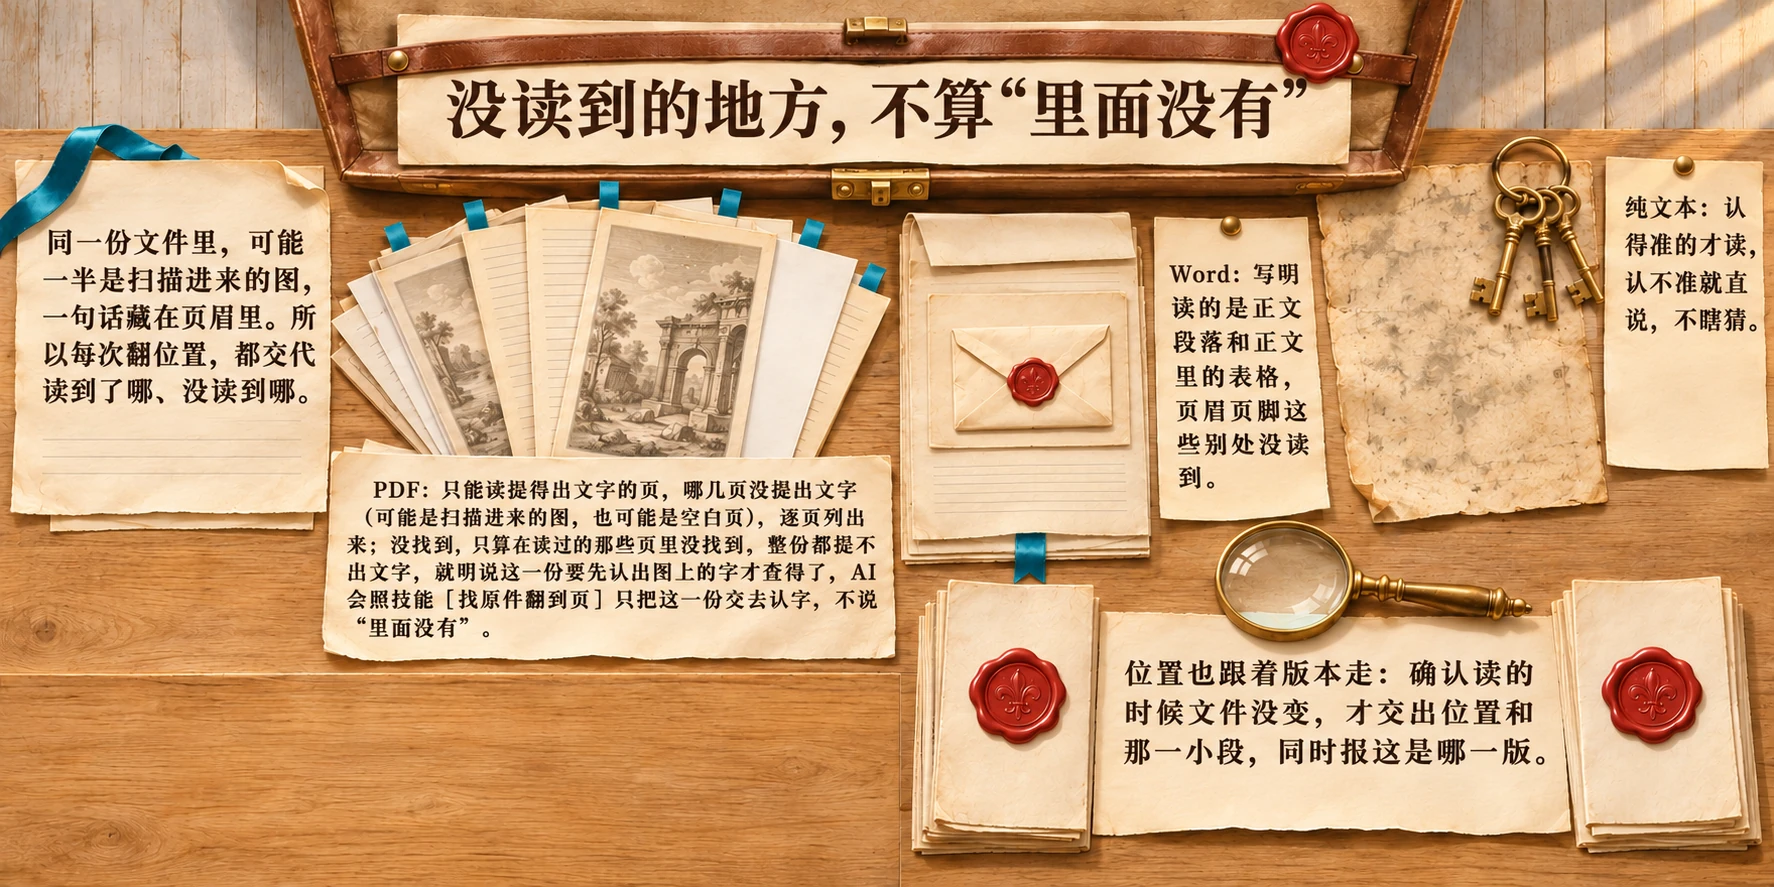 没读到的地方，不算“里面没有”
同一份文件里，可能
一半是扫描进来的图，
一句话藏在页眉里。所
以每次翻位置，都交代
读到了哪、没读到哪。
PDF：只能读提得出文字的页，哪几页没提出文字
（可能是扫描进来的图，也可能是空白页），逐页列出
来；没找到，只算在读过的那些页里没找到，整份都提不
出文字，就明说这一份要先认出图上的字才查得了，AI
会照技能［找原件翻到页］只把这一份交去认字，不说
“里面没有”。
Word：写明
读的是正文
段落和正文
里的表格，
页眉页脚这
些别处没读
到。
纯文本：认
得准的才读，
认不准就直
说，不瞎猜。
位置也跟着版本走：确认读的
时候文件没变，才交出位置和
那一小段，同时报这是哪一版。